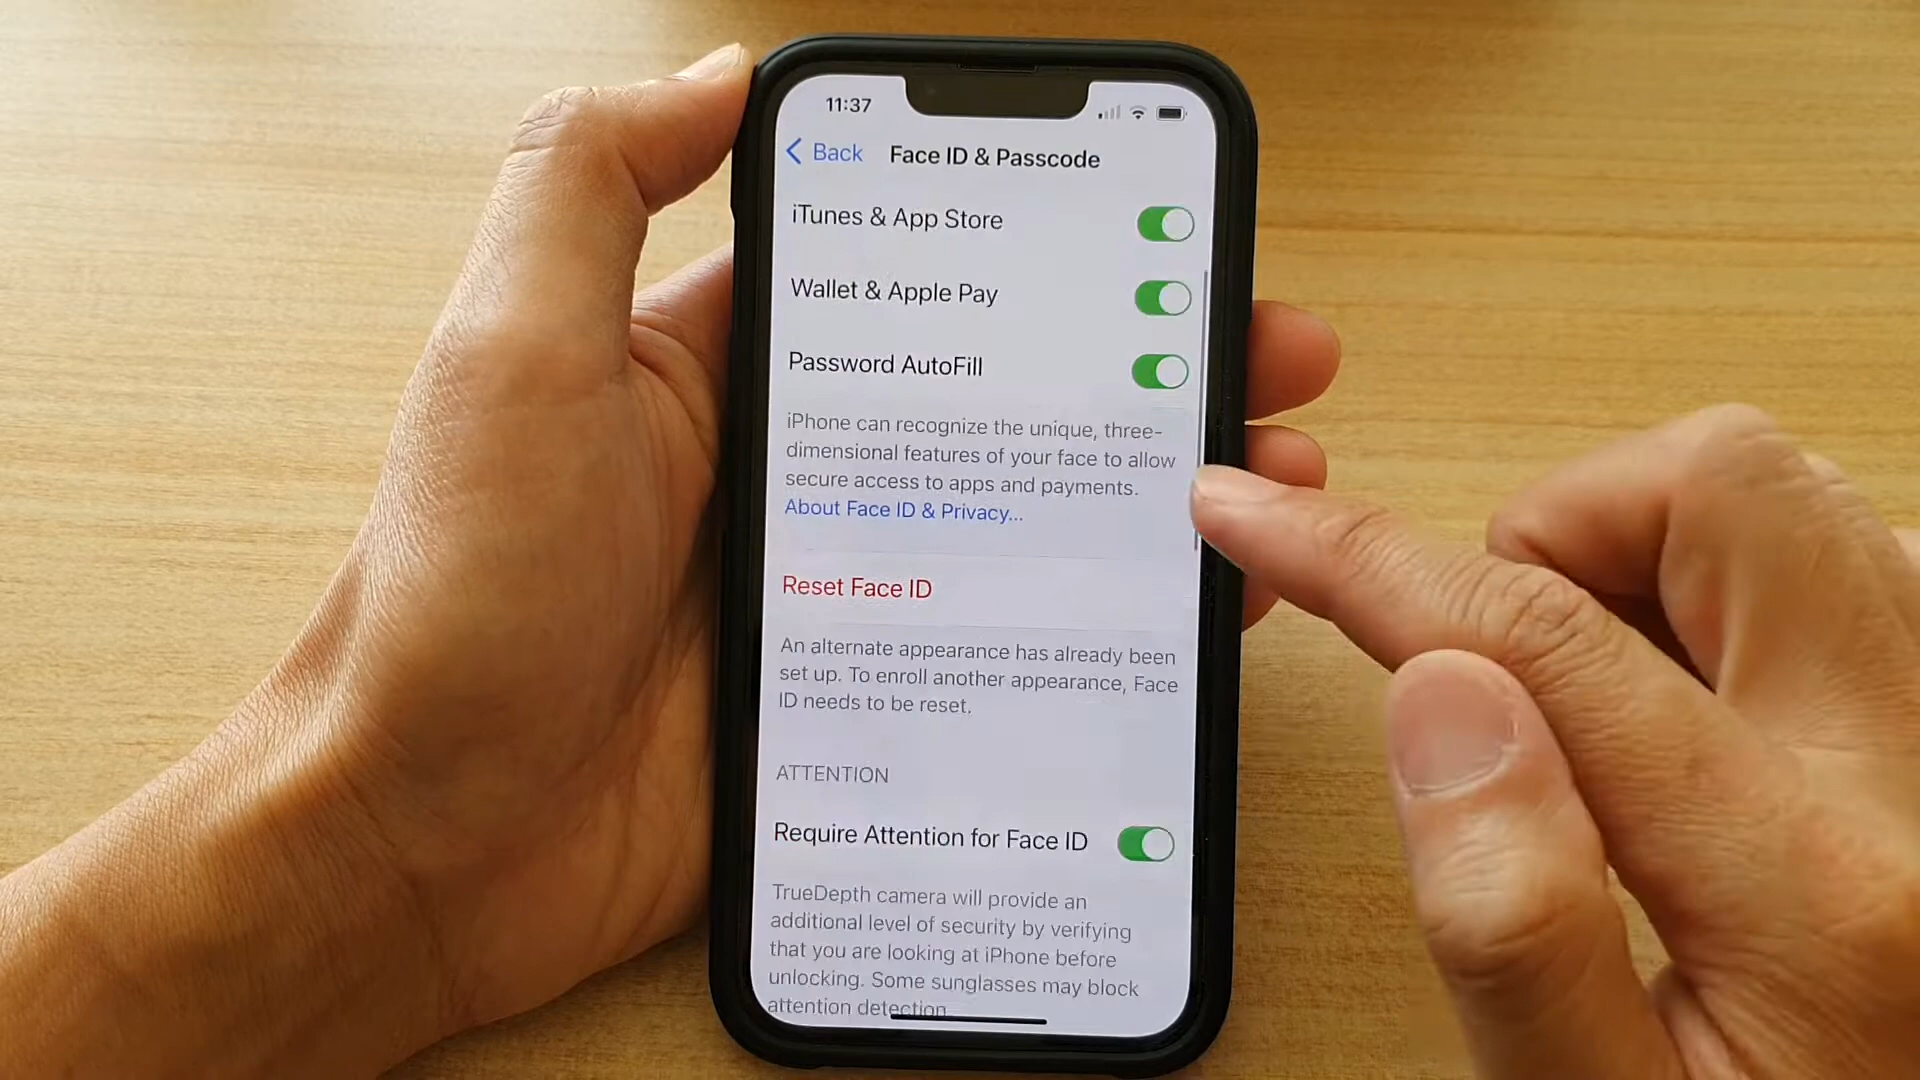 11:37
Back Face ID & Passcode
iTunes & App Store
Wallet & Apple Pay
Password AutoFill
iPhone can recognize the unique, three-
dimensional features of your face to allow
secure access to apps and payments.
About Face ID & Privacy...
Reset Face ID
An alternate appearance has already been
set up. To enroll another appearance, Face
ID needs to be reset.
ATTENTION
Require Attention for Face ID
TrueDepth camera will provide an
additional level of security by verifying
that you are looking at iPhone before
unlocking. Some sunglasses may block
attention detection.